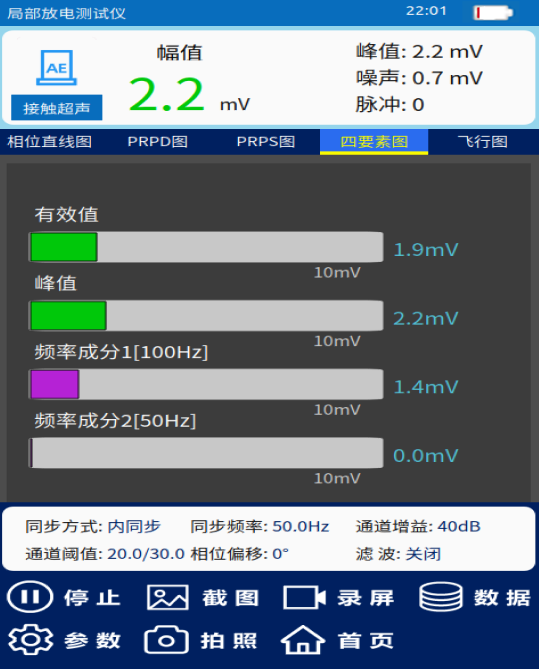 局部放电测试仪 22:01
幅值
峰值: 2.2 mV
AE
2.2 mV
噪声: 0.7 mV
接触超声
脉冲: 0
相位直线图 PRPD图 PRPS图 四要素图 飞行图
有效值
1.9mV
10mV
峰值
2.2mV
10mV
频率成分1[100Hz]
1.4mV
10mV
频率成分2[50Hz]
0.0mV
10mV
同步方式: 内同步 同步频率: 50.0Hz 通道增益: 40dB
通道阈值: 20.0/30.0 相位偏移: 0° 滤 波: 关闭
停止 截图 录屏 数据
参数 拍照 首页